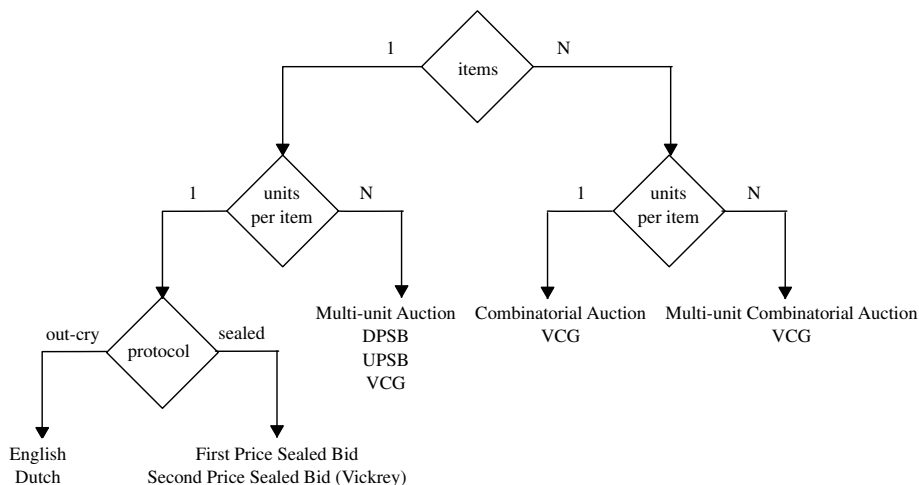 1
N
items
1
units
per item
N
1
units
per item
N
out-cry
protocol
sealed
Multi-unit Auction
DPSB
UPSB
VCG
Combinatorial Auction
VCG
Multi-unit Combinatorial Auction
VCG
English
Dutch
First Price Sealed Bid
Second Price Sealed Bid (Vickrey)